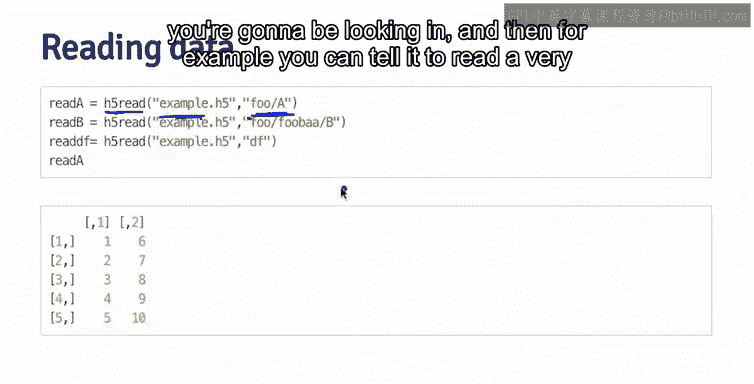 you're gonna be looking in, and then for
example you can tell it to read a very
Reading data
readA = h5read("example.h5","foo/A")
readB = h5read("example.h5","foo/foobaa/B")
readdf= h5read("example.h5","df")
readA
[,1] [,2]
[1,] 1 6
[2,] 2 7
[3,] 3 8
[4,] 4 9
[5,] 5 10